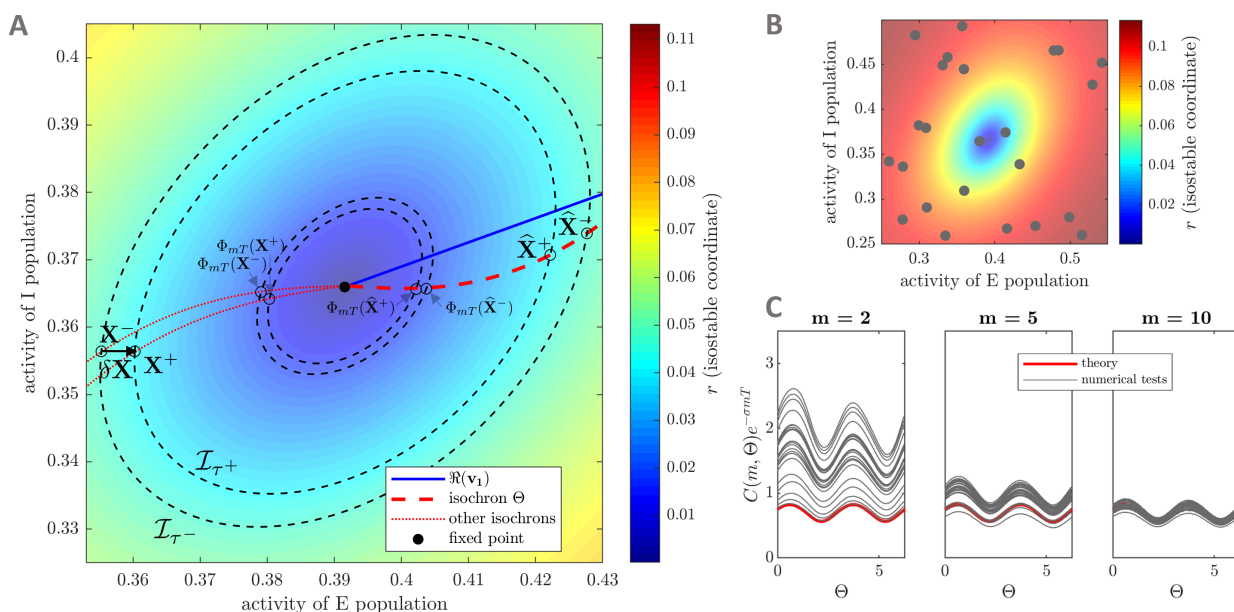 A
activity of I population
0.4
0.39
0.38
0.37
0.36
0.35
0.34
0.33
0.36
0.37
0.38
0.39
0.4
0.41
0.42
0.43
activity of E population
Φ_{mT}(X⁺)
Φ_{mT}(X⁻)
Φ_{mT}(X̂⁺)
Φ_{mT}(X̂⁻)
X̂⁻
X̂⁺
X⁻
δX
X⁺
ℐ_{τ⁺}
ℐ_{τ⁻}
ℜ(v₁)
isochron Θ
other isochrons
fixed point
0.11
0.1
0.09
0.08
0.07
0.06
0.05
0.04
0.03
0.02
0.01
0.00
r (isostable coordinate)
B
activity of I population
0.45
0.4
0.35
0.3
0.25
0.3
0.4
0.5
activity of E population
0.1
0.08
0.06
0.04
0.02
r (isostable coordinate)
C
m = 2
m = 5
m = 10
C(m, Θ)e^{−σmT}
3
2
1
0
0
5
Θ
0
5
Θ
0
5
Θ
theory
numerical tests